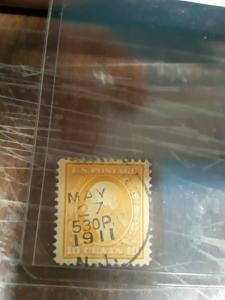 U.S. POSTAGE
MAY
27
530P.
1911
10 CENTS 10
N.